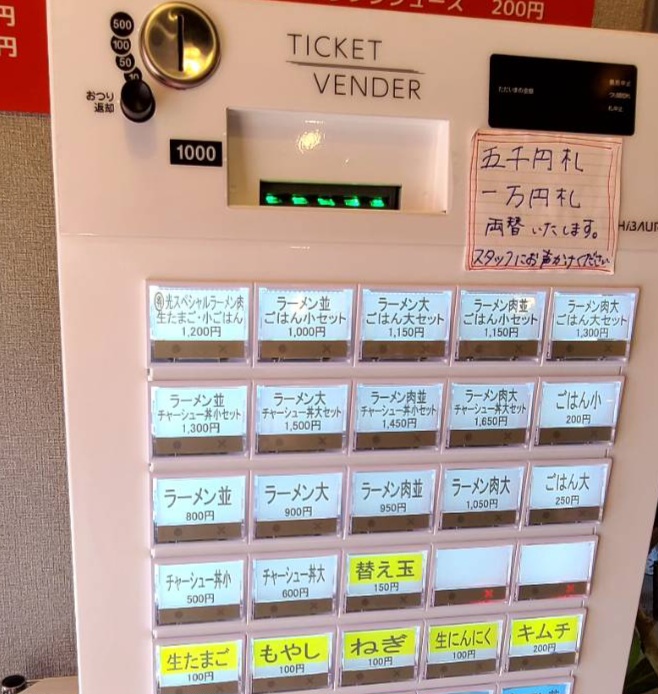 200円
円
円
500
100
50
10
おつり
返却
TICKET
VENDER
1000
五千円札
一万円札
両替いたします。
スタッフにお声がけください
光スペシャルラーメン肉
生たまご・小ごはん
1,200円
ラーメン並
ごはん小セット
1,000円
ラーメン大
ごはん大セット
1,150円
ラーメン肉並
ごはん小セット
1,150円
ラーメン肉大
ごはん大セット
1,300円
ラーメン並
チャーシュー丼小セット
1,300円
ラーメン大
チャーシュー丼大セット
1,500円
ラーメン肉並
チャーシュー丼小セット
1,450円
ラーメン肉大
チャーシュー丼大セット
1,650円
ごはん小
200円
ラーメン並
800円
ラーメン大
900円
ラーメン肉並
950円
ラーメン肉大
1,050円
ごはん大
250円
チャーシュー丼小
500円
チャーシュー丼大
600円
替え玉
150円
生たまご
100円
もやし
100円
ねぎ
100円
生にんにく
100円
キムチ
200円